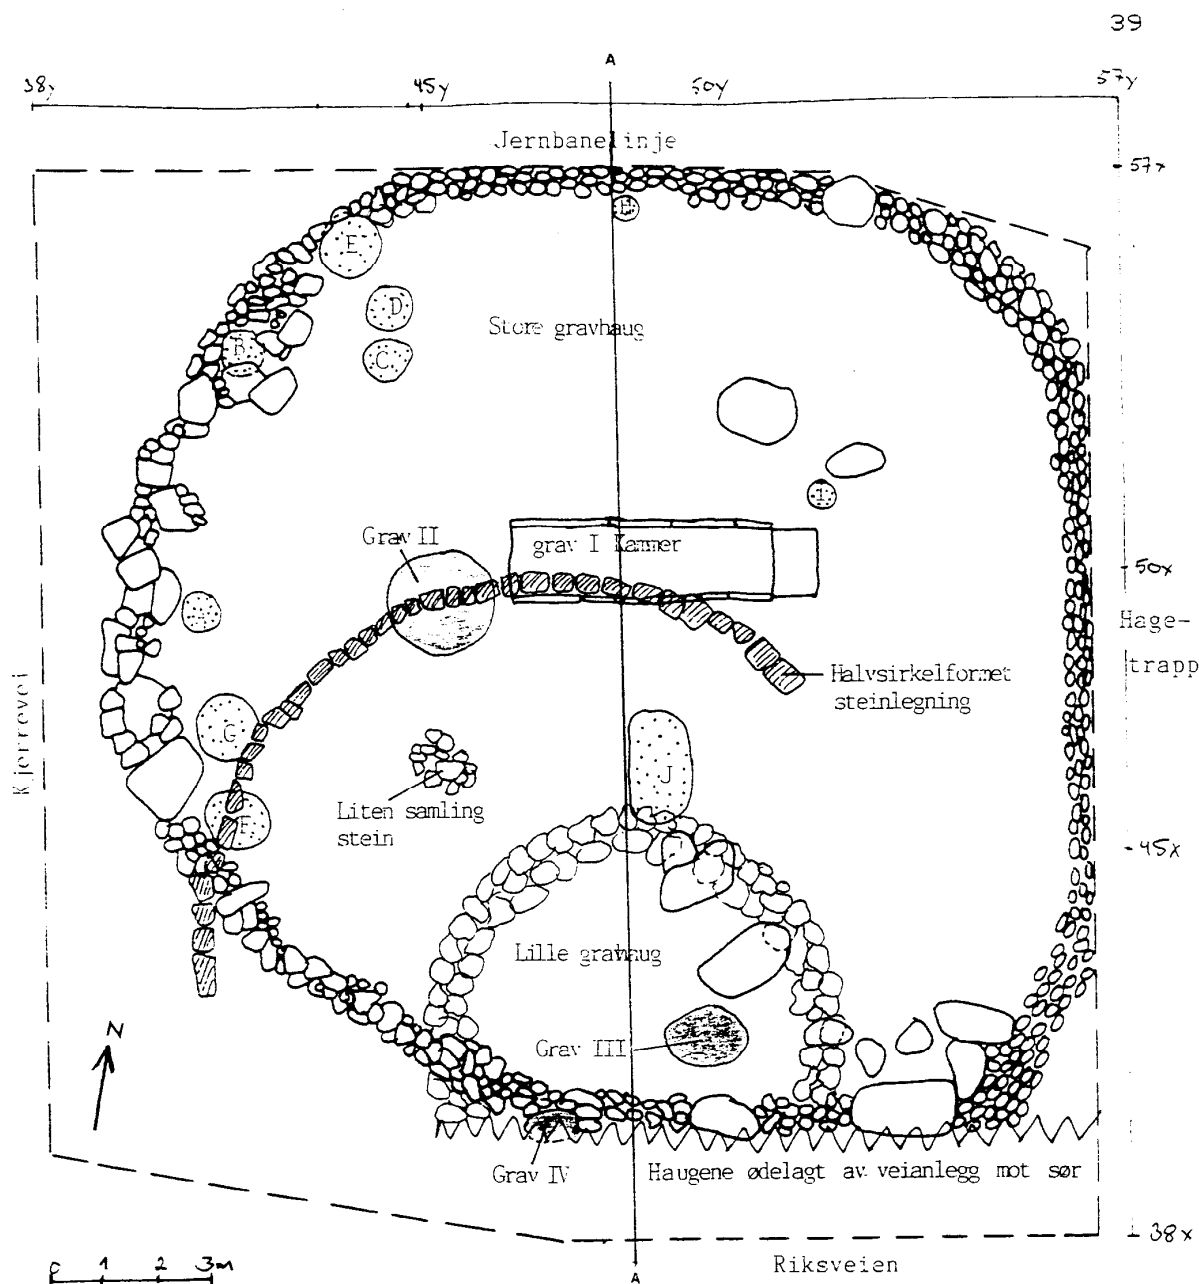 39
A
38y
45y
50y
57y
Jernbanelinje
57x
E
H
D
Store gravhaug
B
C
I
Grav II
grav I Kammer
50x
Hage-
trapp
Halvsirkelformet
steinlegning
Kjerrevei
G
J
Liten samling
stein
F
45x
Lille gravhaug
N
Grav III
Grav IV
Haugene ødelagt av veianlegg mot sør
38x
0 1 2 3m
Riksveien
A